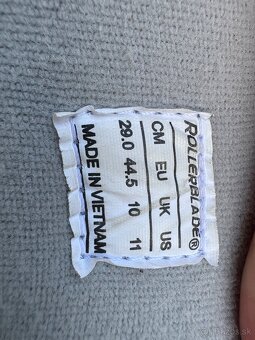 ROLLERBLADE®
CM EU UK US
29.0 44.5 10 11
MADE IN VIETNAM